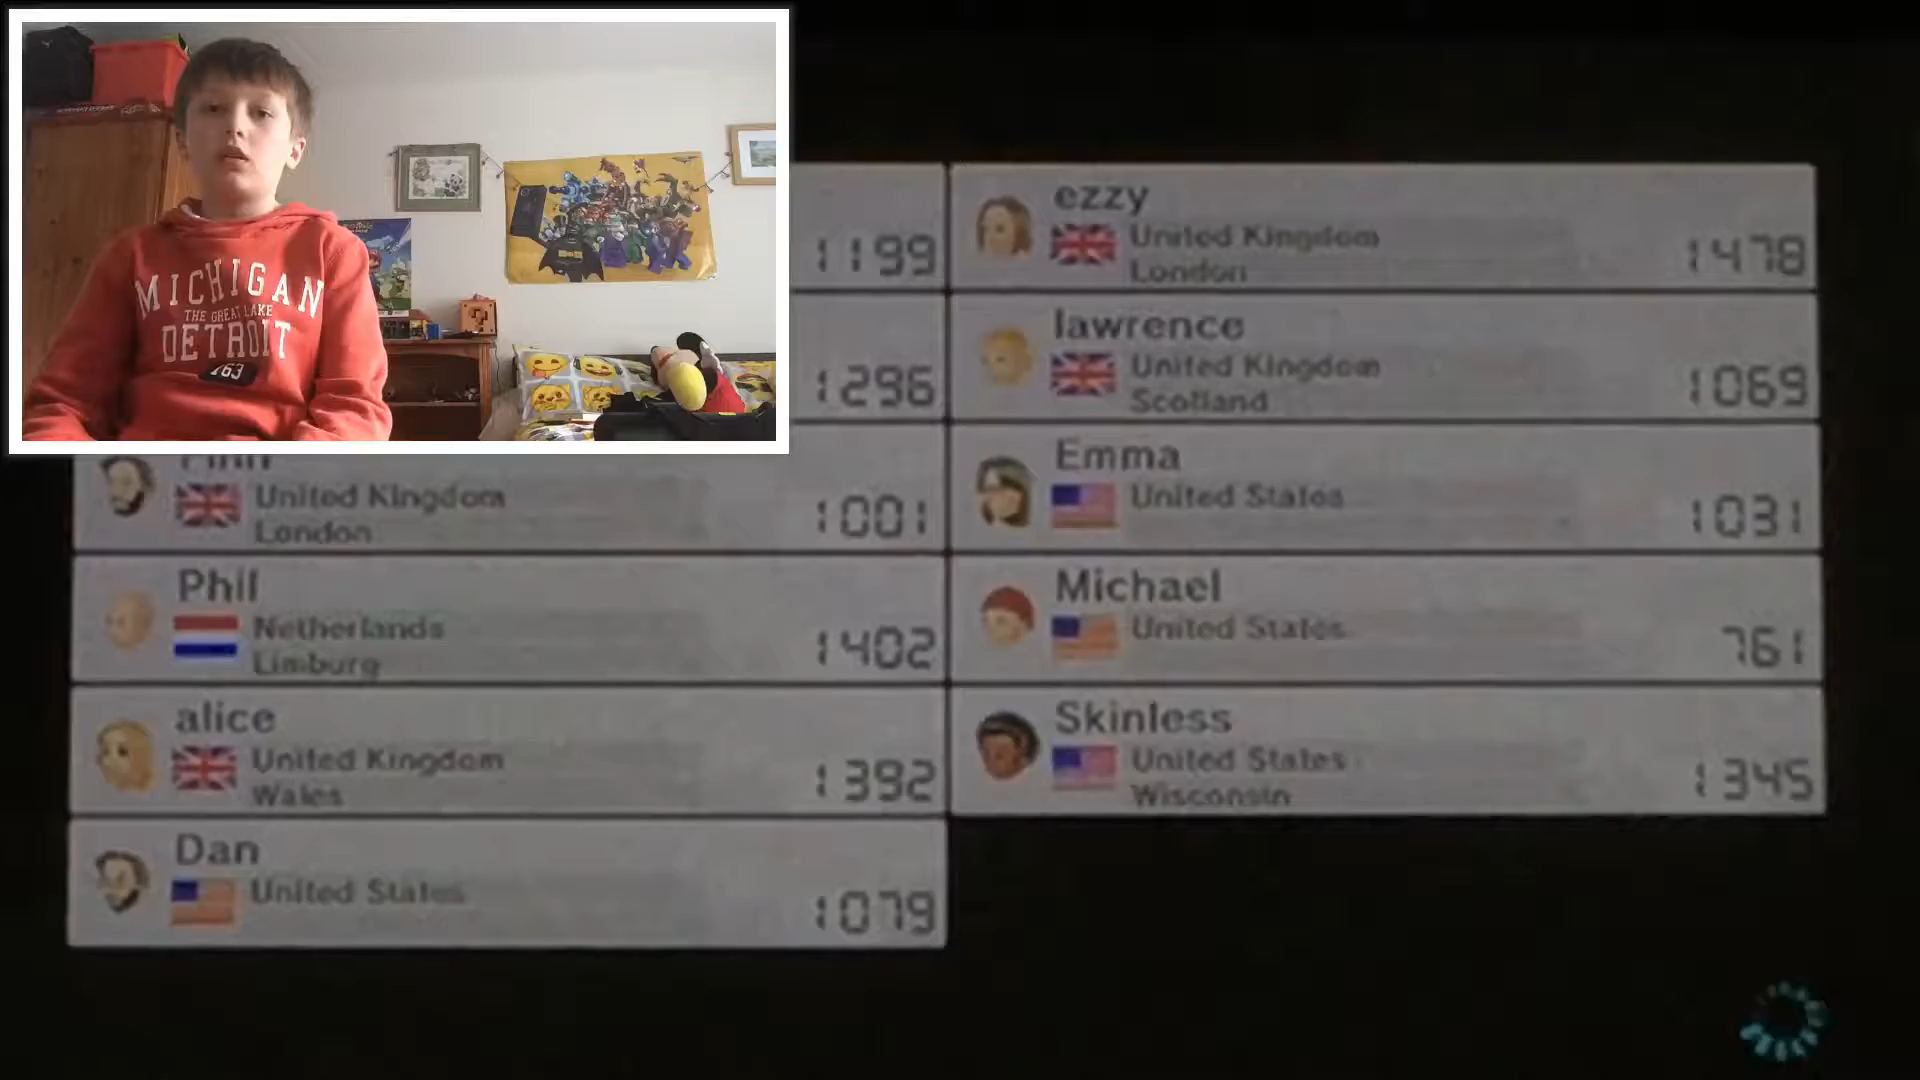 MICHIGAN
THE GREAT LAKE
DETROIT
763
1199
1296
Finn
United Kingdom
London
1001
Phil
Netherlands
Limburg
1402
alice
United Kingdom
Wales
1392
Dan
United States
1079
ezzy
United Kingdom
London
1478
lawrence
United Kingdom
Scotland
1069
Emma
United States
1031
Michael
United States
761
Skinless
United States
Wisconsin
1345